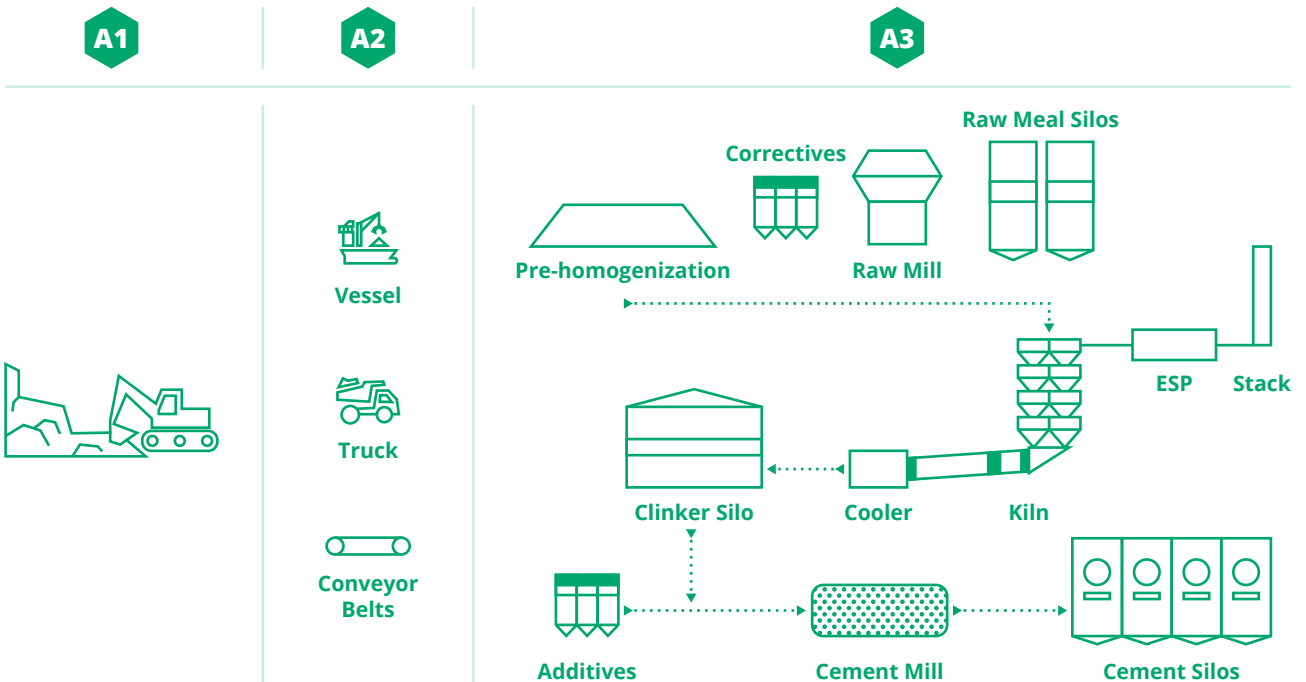 A1
A2
A3
Vessel
Truck
Conveyor
Belts
Raw Meal Silos
Correctives
Pre-homogenization
Raw Mill
ESP
Stack
Clinker Silo
Cooler
Kiln
Additives
Cement Mill
Cement Silos